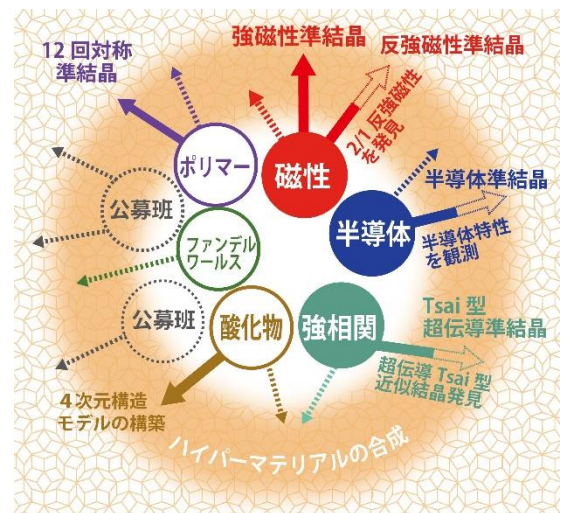 12回対称
準結晶
強磁性準結晶
反強磁性準結晶
2/1 反強磁性
を発見
ポリマー
磁性
半導体準結晶
公募班
半導体
半導体特性
を観測
ファンデル
ワールス
公募班
酸化物
強相関
Tsai 型
超伝導準結晶
超伝導 Tsai 型
近似結晶発見
4次元構造
モデルの構築
ハイパーマテリアルの合成